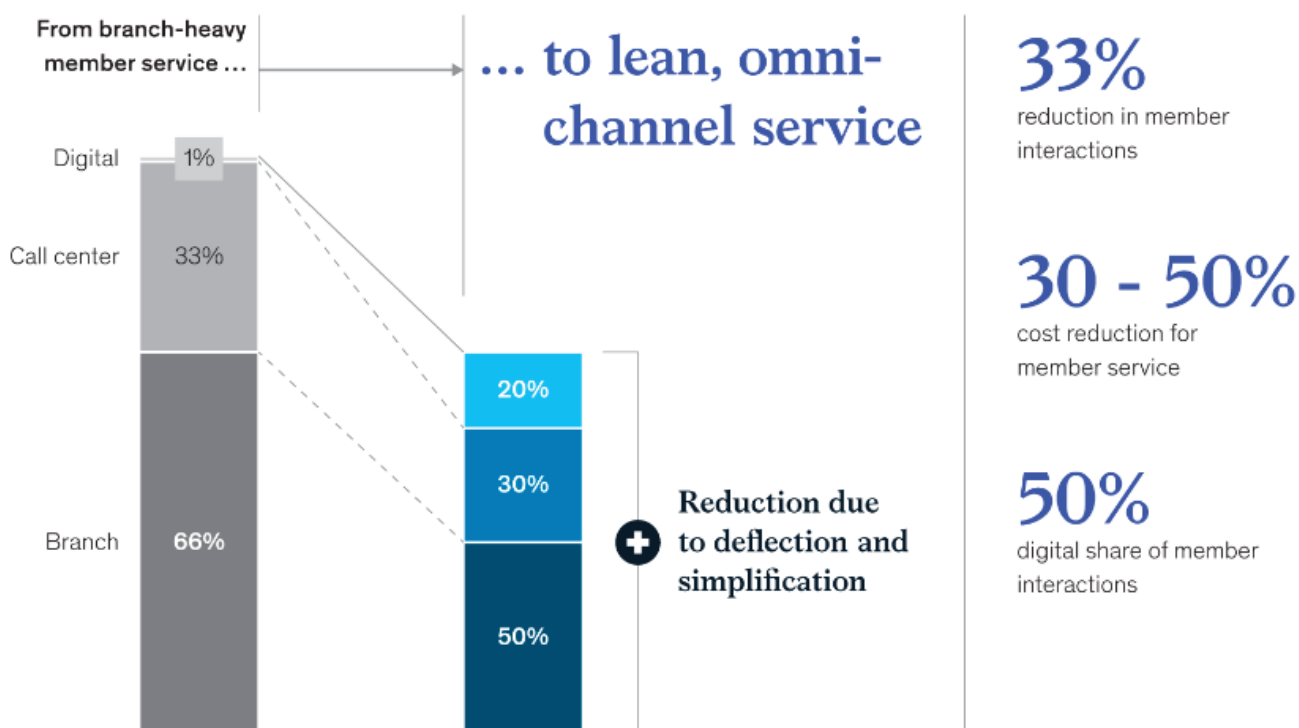 From branch-heavy
member service ...
... to lean, omni-
channel service
Digital
1%
Call center
33%
Branch
66%
20%
30%
50%
Reduction due
to deflection and
simplification
33%
reduction in member
interactions
30 - 50%
cost reduction for
member service
50%
digital share of member
interactions